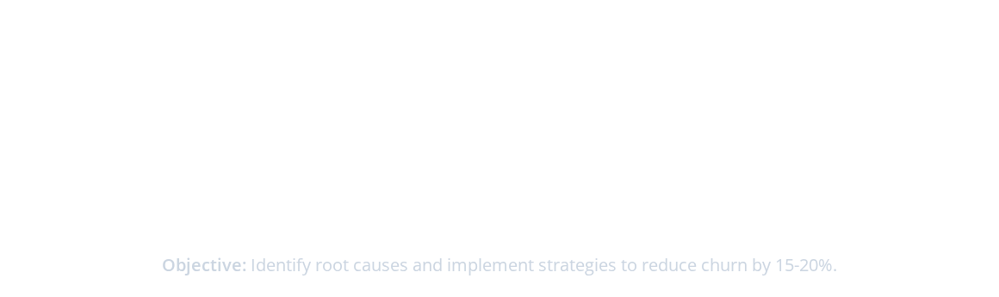 Objective: Identify root causes and implement strategies to reduce churn by 15-20%.